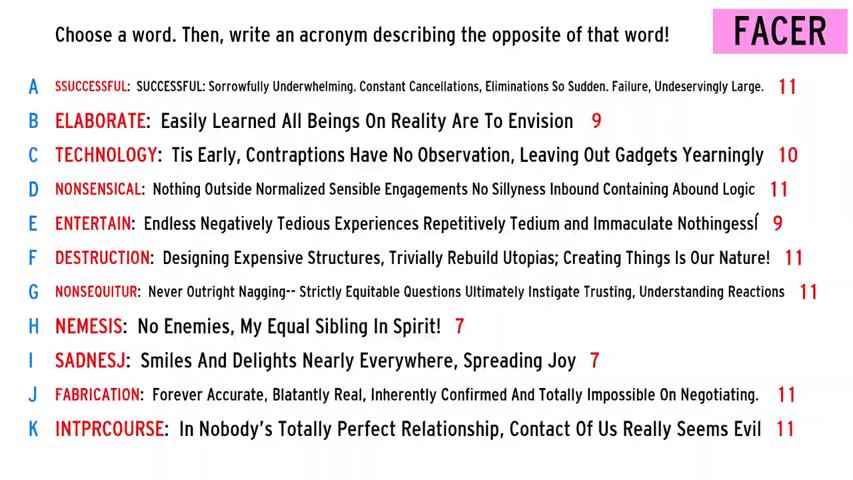 Choose a word. Then, write an acronym describing the opposite of that word!
FACER
A SSUCCESSFUL: SUCCESSFUL: Sorrowfully Underwhelming. Constant Cancellations, Eliminations So Sudden. Failure, Undeservingly Large. 11
B ELABORATE: Easily Learned All Beings On Reality Are To Envision 9
C TECHNOLOGY: Tis Early, Contraptions Have No Observation, Leaving Out Gadgets Yearningly 10
D NONSENSICAL: Nothing Outside Normalized Sensible Engagements No Sillyness Inbound Containing Abound Logic 11
E ENTERTAIN: Endless Negatively Tedious Experiences Repetitively Tedium and Immaculate Nothingessí 9
F DESTRUCTION: Designing Expensive Structures, Trivially Rebuild Utopias; Creating Things Is Our Nature! 11
G NONSEQUITUR: Never Outright Nagging-- Strictly Equitable Questions Ultimately Instigate Trusting, Understanding Reactions 11
H NEMESIS: No Enemies, My Equal Sibling In Spirit! 7
I SADNESJ: Smiles And Delights Nearly Everywhere, Spreading Joy 7
J FABRICATION: Forever Accurate, Blatantly Real, Inherently Confirmed And Totally Impossible On Negotiating. 11
K INTPRCOURSE: In Nobody's Totally Perfect Relationship, Contact Of Us Really Seems Evil 11